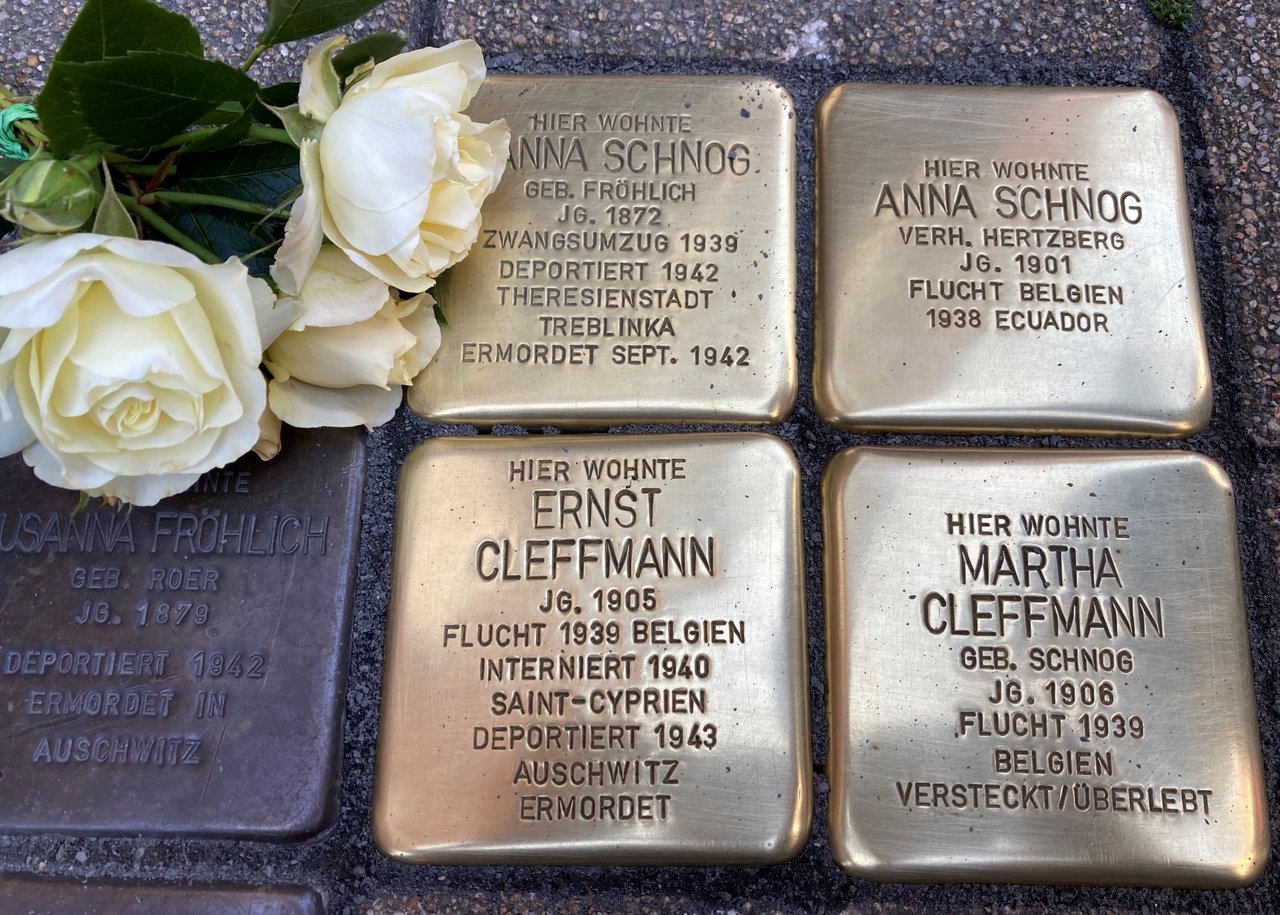 HIER WOHNTE
ANNA SCHNOG
GEB. FRÖHLICH
JG. 1872
ZWANGSUMZUG 1939
DEPORTIERT 1942
THERESIENSTADT
TREBLINKA
ERMORDET SEPT. 1942
HIER WOHNTE
ANNA SCHNOG
VERH. HERTZBERG
JG. 1901
FLUCHT BELGIEN
1938 ECUADOR
USANNA FRÖHLICH
GEB. ROER
JG. 1879
DEPORTIERT 1942
ERMORDET IN
AUSCHWITZ
HIER WOHNTE
ERNST
CLEFFMANN
JG. 1905
FLUCHT 1939 BELGIEN
INTERNIERT 1940
SAINT-CYPRIEN
DEPORTIERT 1943
AUSCHWITZ
ERMORDET
HIER WOHNTE
MARTHA
CLEFFMANN
GEB. SCHNOG
JG. 1906
FLUCHT 1939
BELGIEN
VERSTECKT/ÜBERLEBT